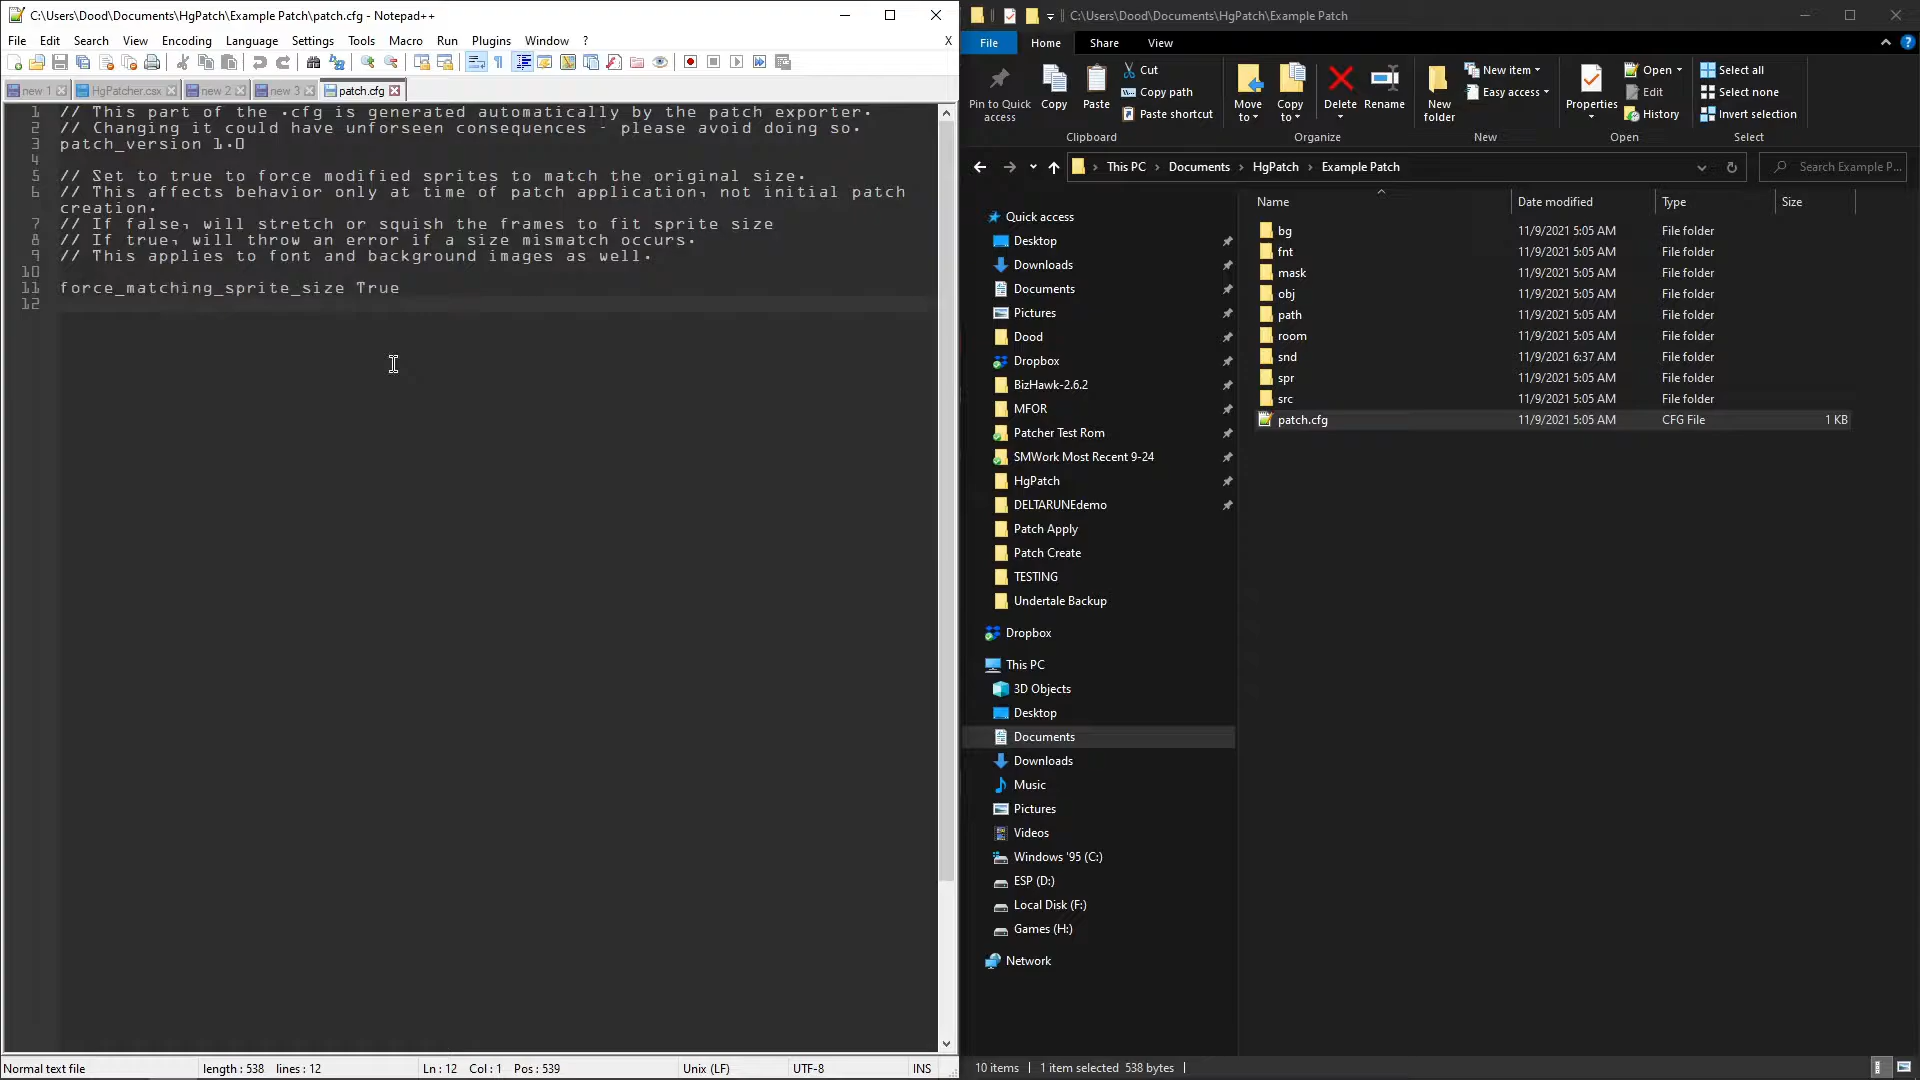 C:\Users\Dood\Documents\HgPatch\Example Patch\patch.cfg - Notepad++
File Edit Search View Encoding Language Settings Tools Macro Run Plugins Window ? X
new 1 HgPatcher.csx new 2 new 3 patch.cfg
1 // This part of the .cfg is generated automatically by the patch exporter.
2 // Changing it could have unforseen consequences - please avoid doing so.
3 patch_version 1.0
4
5 // Set to true to force modified sprites to match the original size.
6 // This affects behavior only at time of patch application, not initial patch
creation.
7 // If false, will stretch or squish the frames to fit sprite size
8 // If true, will throw an error if a size mismatch occurs.
9 // This applies to font and background images as well.
10
11 force_matching_sprite_size True
12
Normal text file length : 538 lines : 12 Ln : 12 Col : 1 Pos : 539 Unix (LF) UTF-8 INS
C:\Users\Dood\Documents\HgPatch\Example Patch
File Home Share View
Pin to Quick access
Copy
Paste
Cut
Copy path
Paste shortcut
Move to
Copy to
Delete
Rename
New folder
New item
Easy access
Properties
Open
Edit
History
Select all
Select none
Invert selection
Clipboard Organize New Open Select
This PC Documents HgPatch Example Patch Search Example P...
Quick access
Desktop
Downloads
Documents
Pictures
Dood
Dropbox
BizHawk-2.6.2
MFOR
Patcher Test Rom
SMWork Most Recent 9-24
HgPatch
DELTARUNEdemo
Patch Apply
Patch Create
TESTING
Undertale Backup
Dropbox
This PC
3D Objects
Desktop
Documents
Downloads
Music
Pictures
Videos
Windows '95 (C:)
ESP (D:)
Local Disk (F:)
Games (H:)
Network
Name Date modified Type Size
bg 11/9/2021 5:05 AM File folder
fnt 11/9/2021 5:05 AM File folder
mask 11/9/2021 5:05 AM File folder
obj 11/9/2021 5:05 AM File folder
path 11/9/2021 5:05 AM File folder
room 11/9/2021 5:05 AM File folder
snd 11/9/2021 6:37 AM File folder
spr 11/9/2021 5:05 AM File folder
src 11/9/2021 5:05 AM File folder
patch.cfg 11/9/2021 5:05 AM CFG File 1 KB
10 items 1 item selected 538 bytes